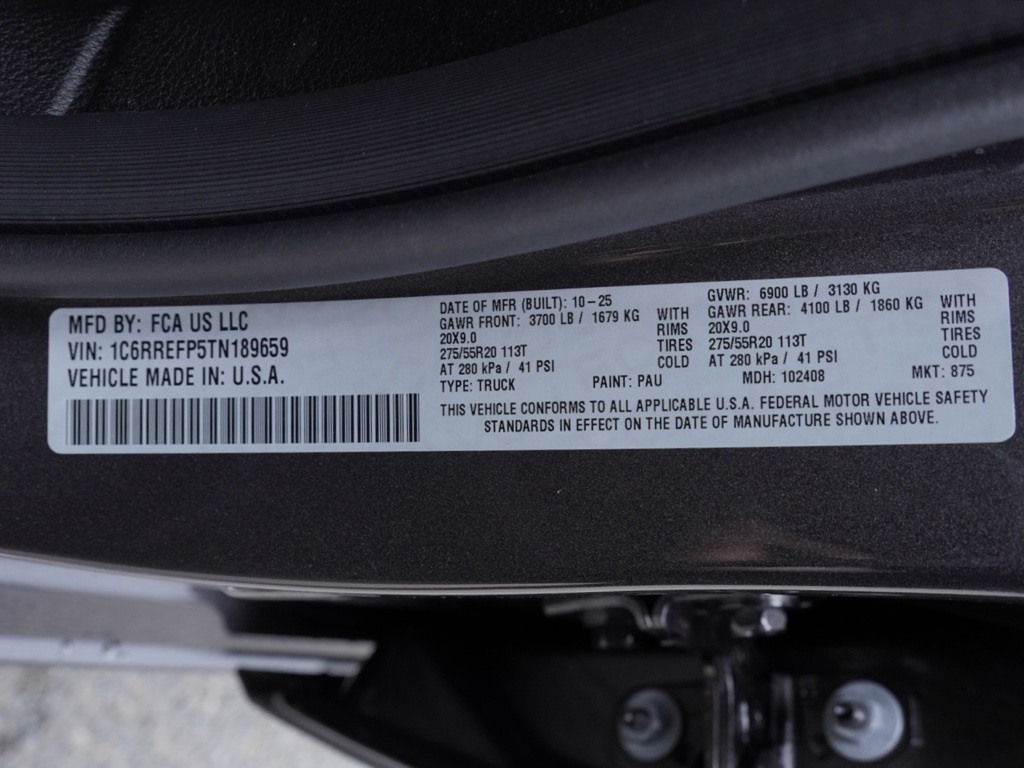 MFD BY: FCA US LLC
VIN: 1C6RREFP5TN189659
VEHICLE MADE IN: U.S.A.
DATE OF MFR (BUILT): 10-25
GAWR FRONT: 3700 LB / 1679 KG WITH
20X9.0 RIMS
275/55R20 113T TIRES
AT 280 kPa / 41 PSI COLD
GVWR: 6900 LB / 3130 KG
GAWR REAR: 4100 LB / 1860 KG WITH
20X9.0 RIMS
275/55R20 113T TIRES
AT 280 kPa / 41 PSI COLD
TYPE: TRUCK PAINT: PAU MDH: 102408 MKT: 875
THIS VEHICLE CONFORMS TO ALL APPLICABLE U.S.A. FEDERAL MOTOR VEHICLE SAFETY
STANDARDS IN EFFECT ON THE DATE OF MANUFACTURE SHOWN ABOVE.